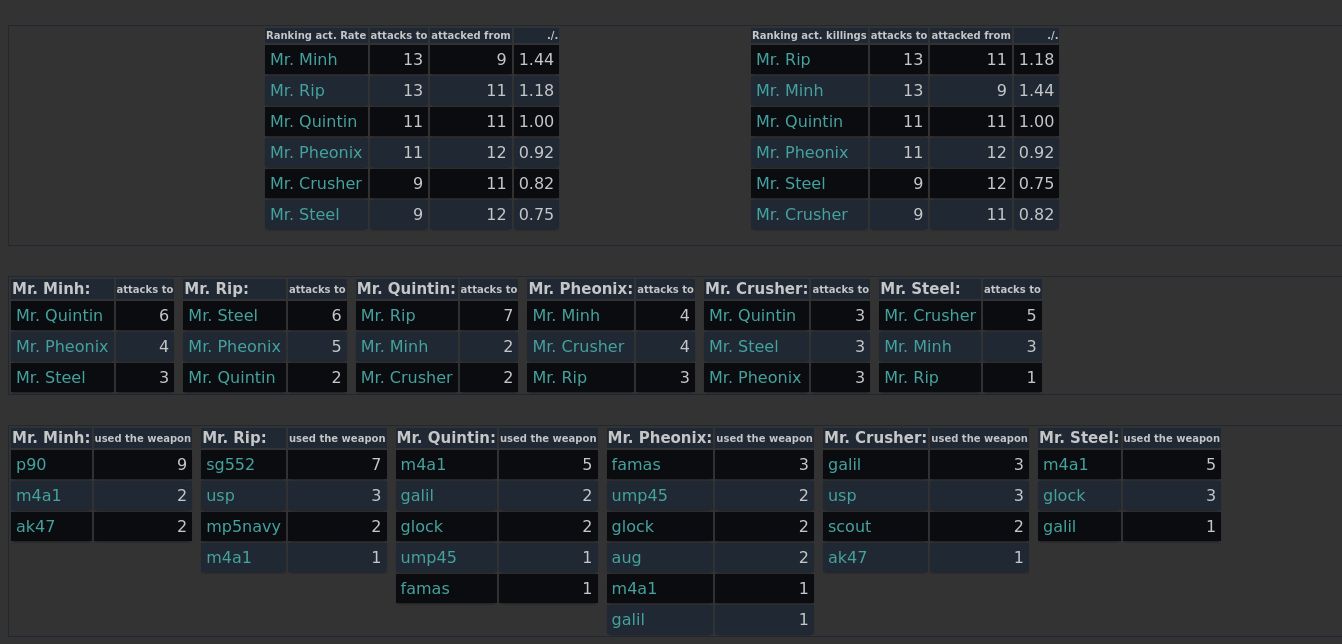 Ranking act. Rate attacks to attacked from ./. Ranking act. killings attacks to attacked from ./.
Mr. Minh 13 9 1.44 Mr. Rip 13 11 1.18
Mr. Rip 13 11 1.18 Mr. Minh 13 9 1.44
Mr. Quintin 11 11 1.00 Mr. Quintin 11 11 1.00
Mr. Pheonix 11 12 0.92 Mr. Pheonix 11 12 0.92
Mr. Crusher 9 11 0.82 Mr. Steel 9 12 0.75
Mr. Steel 9 12 0.75 Mr. Crusher 9 11 0.82
Mr. Minh: attacks to Mr. Rip: attacks to Mr. Quintin: attacks to Mr. Pheonix: attacks to Mr. Crusher: attacks to Mr. Steel: attacks to
Mr. Quintin 6 Mr. Steel 6 Mr. Rip 7 Mr. Minh 4 Mr. Quintin 3 Mr. Crusher 5
Mr. Pheonix 4 Mr. Pheonix 5 Mr. Minh 2 Mr. Crusher 4 Mr. Steel 3 Mr. Minh 3
Mr. Steel 3 Mr. Quintin 2 Mr. Crusher 2 Mr. Rip 3 Mr. Pheonix 3 Mr. Rip 1
Mr. Minh: used the weapon Mr. Rip: used the weapon Mr. Quintin: used the weapon Mr. Pheonix: used the weapon Mr. Crusher: used the weapon Mr. Steel: used the weapon
p90 9 sg552 7 m4a1 5 famas 3 galil 3 m4a1 5
m4a1 2 usp 3 galil 2 ump45 2 usp 3 glock 3
ak47 2 mp5navy 2 glock 2 glock 2 scout 2 galil 1
m4a1 1 ump45 1 aug 2 ak47 1
famas 1 m4a1 1
galil 1